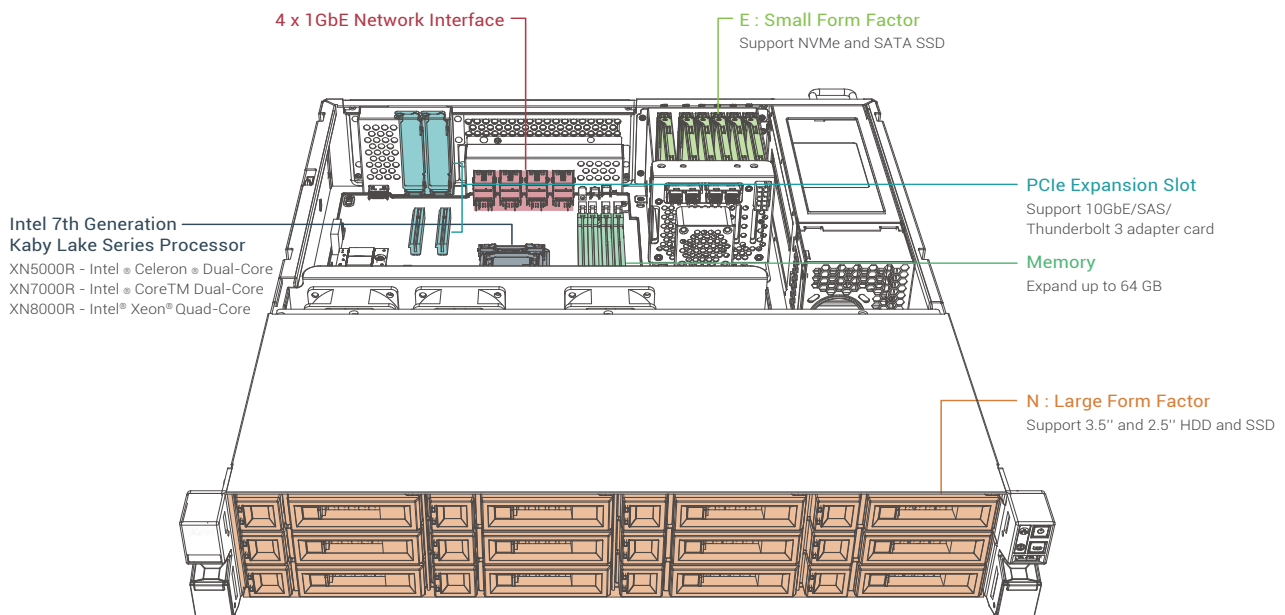 4 x 1GbE Network Interface
E : Small Form Factor
Support NVMe and SATA SSD
PCIe Expansion Slot
Support 10GbE/SAS/
Thunderbolt 3 adapter card
Intel 7th Generation
Kaby Lake Series Processor
XN5000R - Intel ® Celeron ® Dual-Core
XN7000R - Intel ® CoreTM Dual-Core
XN8000R - Intel® Xeon® Quad-Core
Memory
Expand up to 64 GB
N : Large Form Factor
Support 3.5'' and 2.5'' HDD and SSD